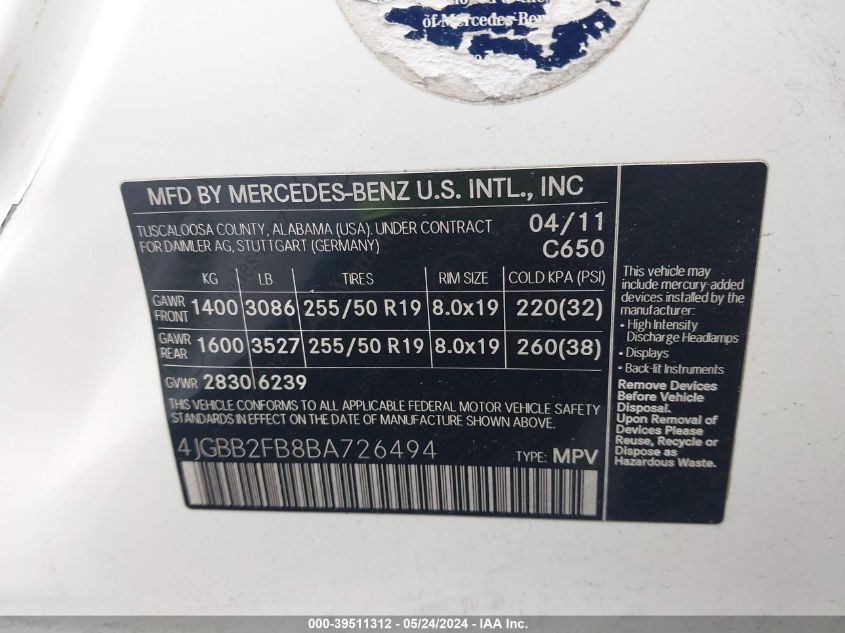 of Mercedes-Ben
MFD BY MERCEDES-BENZ U.S. INTL., INC
TUSCALOOSA COUNTY, ALABAMA (USA). UNDER CONTRACT
FOR DAIMLER AG, STUTTGART (GERMANY)
04/11
C650
KG LB TIRES RIM SIZE COLD KPA (PSI)
GAWR FRONT 1400 3086 255/50 R19 8.0x19 220(32)
GAWR REAR 1600 3527 255/50 R19 8.0x19 260(38)
GVWR 2830 6239
THIS VEHICLE CONFORMS TO ALL APPLICABLE FEDERAL MOTOR VEHICLE SAFETY
STANDARDS IN EFFECT ON THE DATE OF MANUFACTURE SHOWN ABOVE.
4JGBB2FB8BA726494 TYPE: MPV
This vehicle may
include mercury-added
devices installed by the
manufacturer:
• High Intensity
Discharge Headlamps
• Displays
• Back-lit Instruments
Remove Devices
Before Vehicle
Disposal.
Upon Removal of
Devices Please
Reuse, Recycle or
Dispose as
Hazardous Waste.
000-39511312 - 05/24/2024 - IAA Inc.